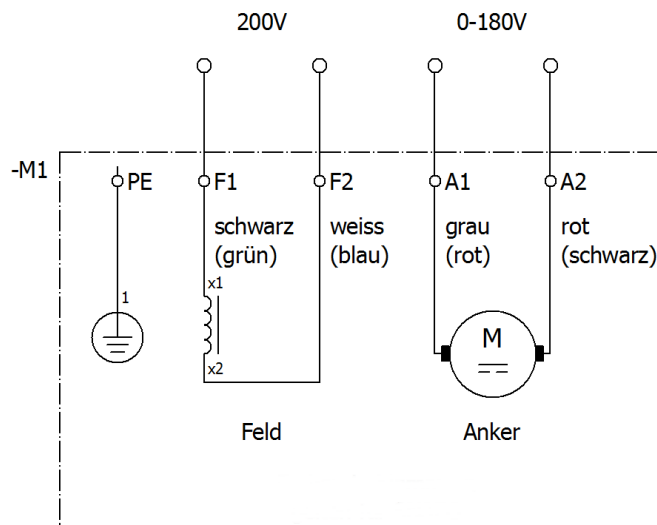 200V 0-180V
-M1
PE F1 F2 A1 A2
schwarz weiss grau rot
(grün) (blau) (rot) (schwarz)
x1
1
M
x2
Feld Anker